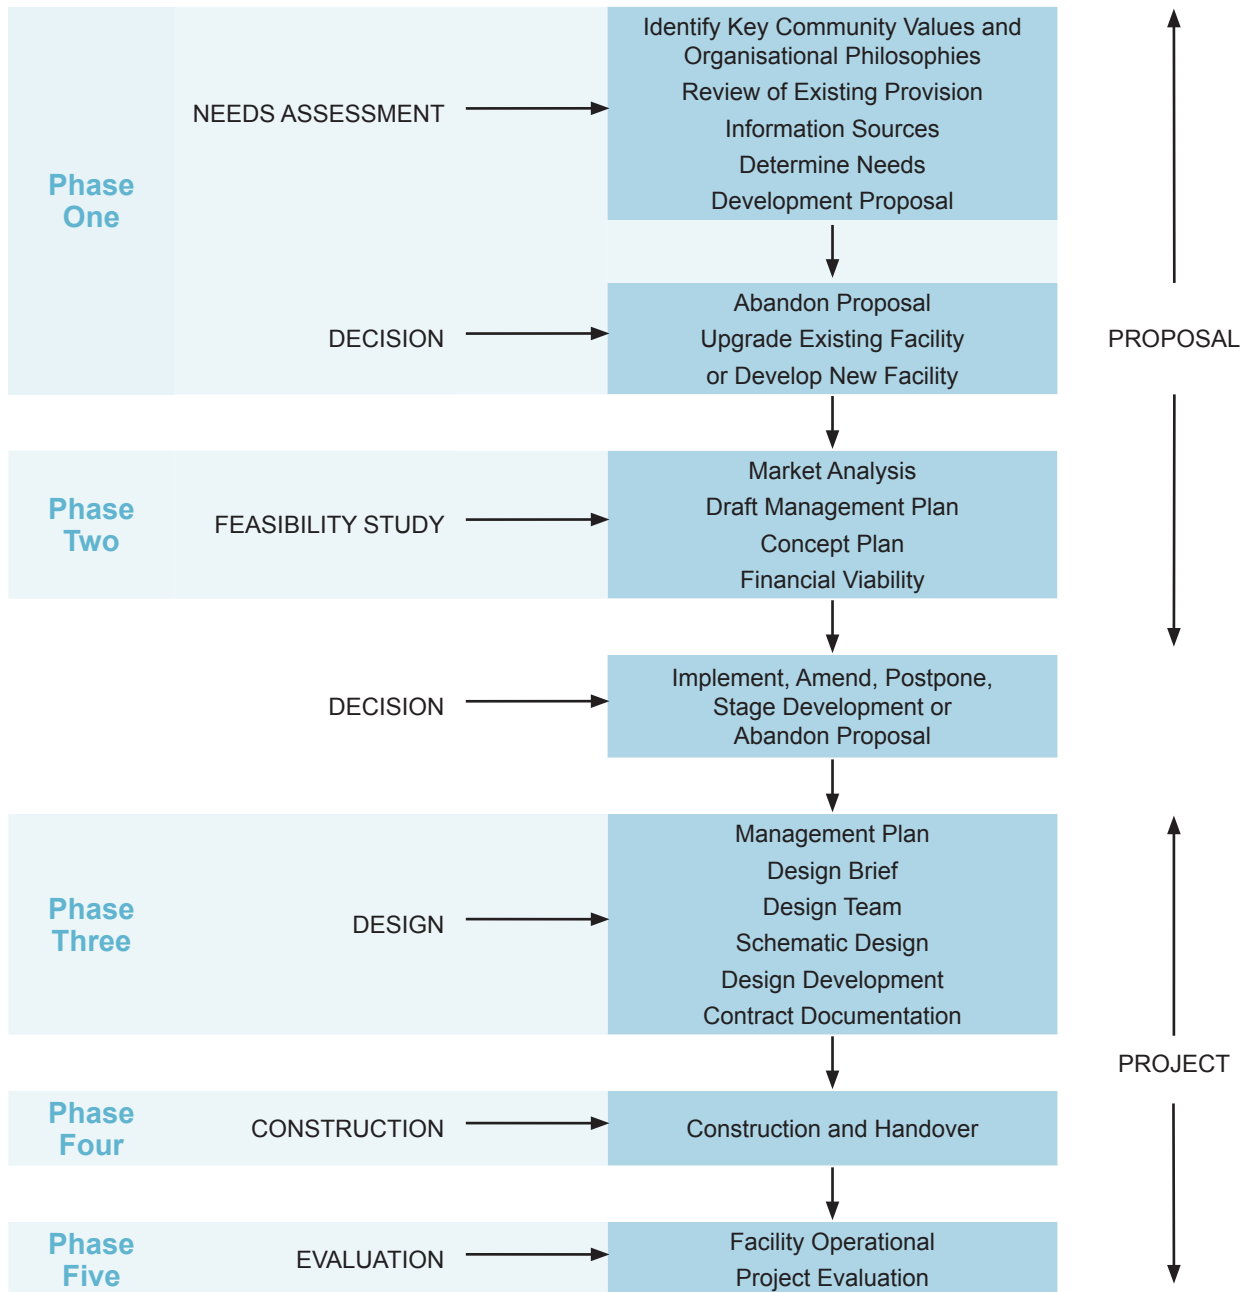 Phase
One
NEEDS ASSESSMENT
Identify Key Community Values and
Organisational Philosophies
Review of Existing Provision
Information Sources
Determine Needs
Development Proposal
DECISION
Abandon Proposal
Upgrade Existing Facility
or Develop New Facility
PROPOSAL
Phase
Two
FEASIBILITY STUDY
Market Analysis
Draft Management Plan
Concept Plan
Financial Viability
DECISION
Implement, Amend, Postpone,
Stage Development or
Abandon Proposal
Phase
Three
DESIGN
Management Plan
Design Brief
Design Team
Schematic Design
Design Development
Contract Documentation
PROJECT
Phase
Four
CONSTRUCTION
Construction and Handover
Phase
Five
EVALUATION
Facility Operational
Project Evaluation